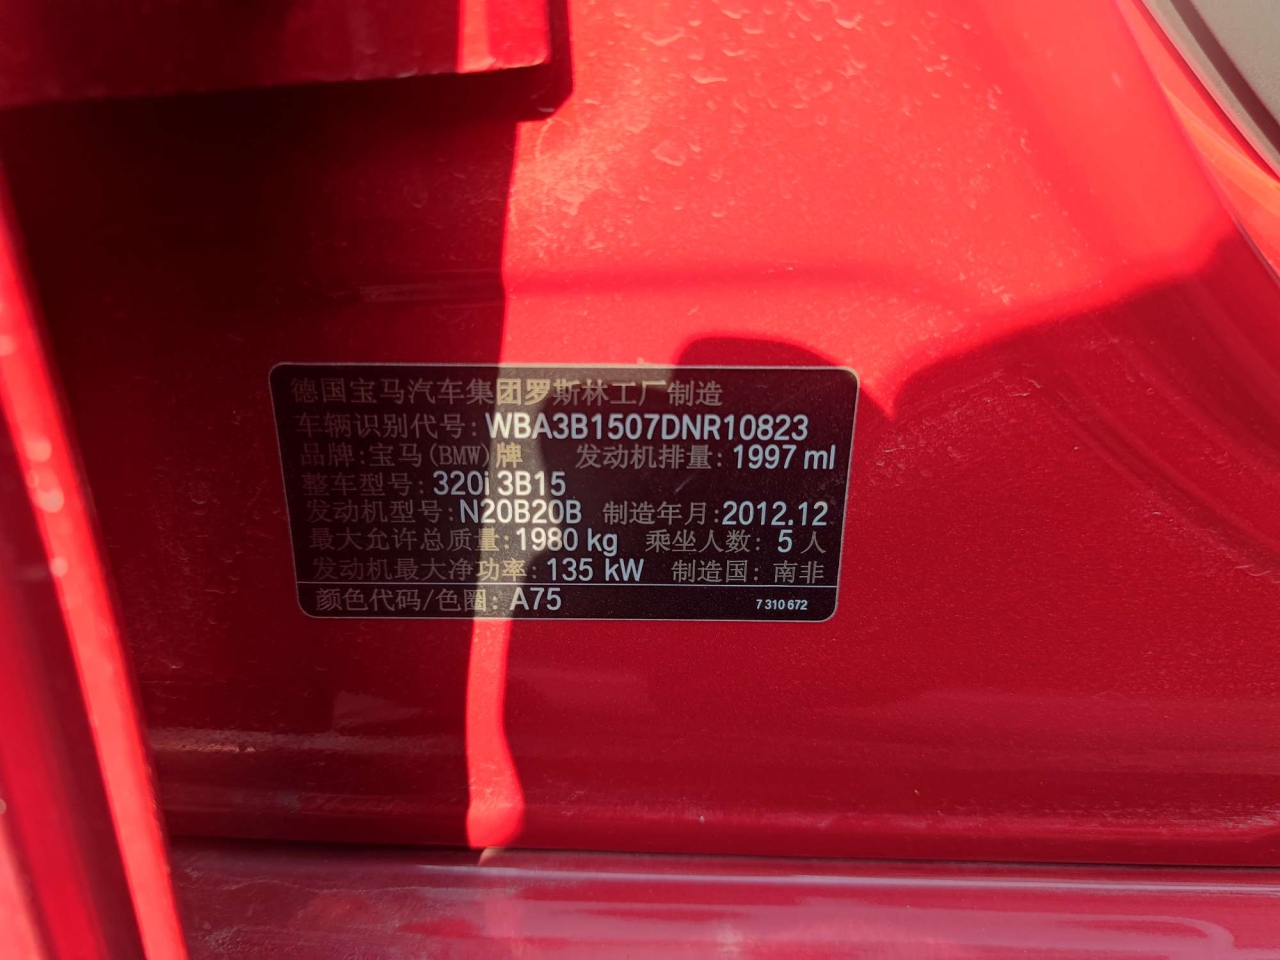 德国宝马汽车集团罗斯林工厂制造
车辆识别代号: WBA3B1507DNR10823
品牌:宝马(BMW)牌 发动机排量: 1997 ml
整车型号: 320i 3B15
发动机型号: N20B20B 制造年月: 2012.12
最大允许总质量: 1980 kg 乘坐人数: 5 人
发动机最大净功率: 135 kW 制造国: 南非
颜色代码/色圈: A75 7 310 672